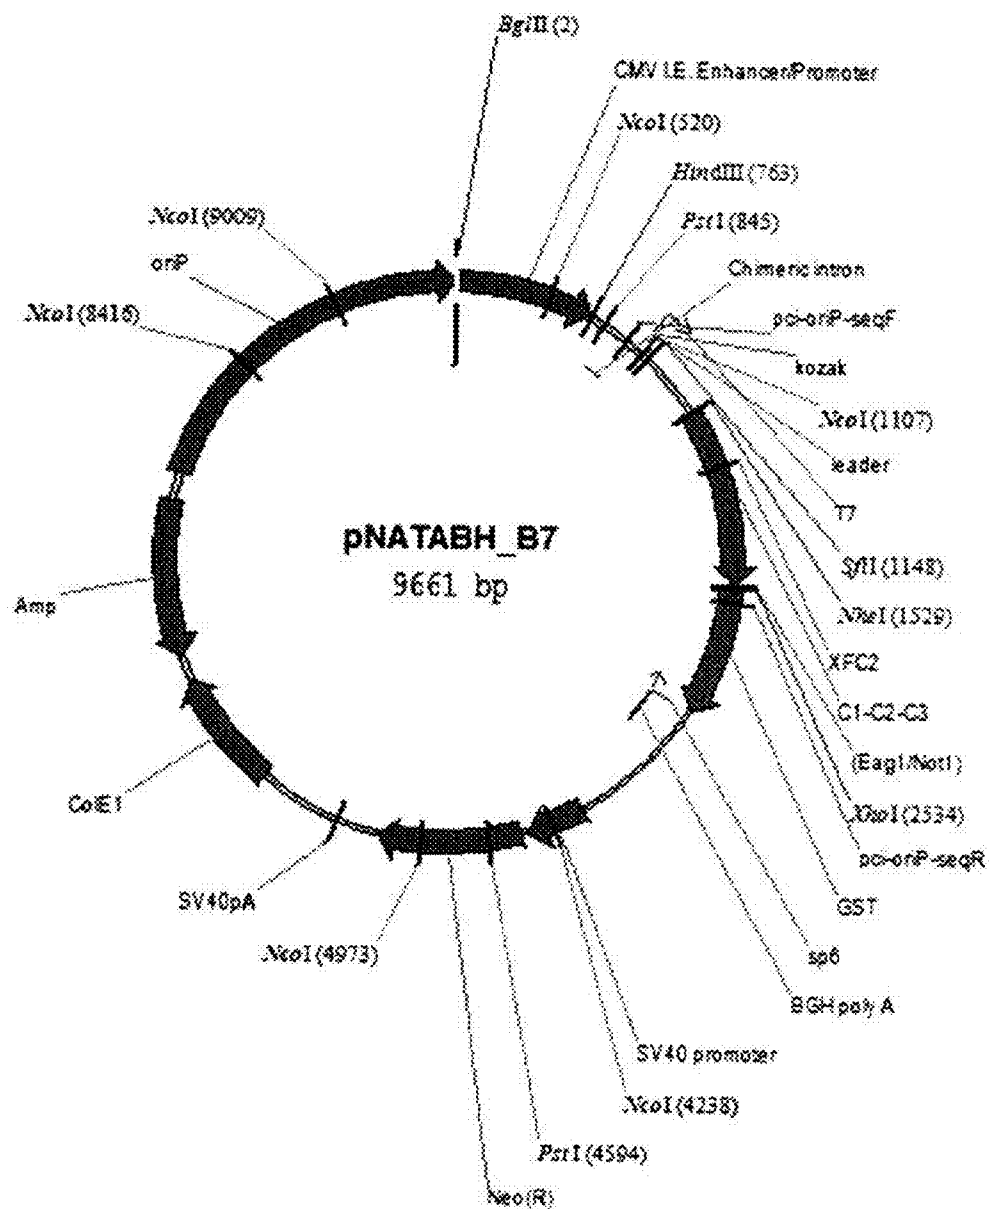 BglII (2)
CMV I.E. Enhancer/Promoter
NcoI (520)
HindIII (763)
PstI (845)
Chimeric intron
pci-oriP-seqF
kozak
NcoI (1107)
leader
T7
SfiI (1148)
NheI (1529)
XFC2
C1-C2-C3
(Eag1/Not1)
XhoI (2534)
pci-oriP-seqR
GST
sp6
BGH poly A
SV40 promoter
NcoI (4238)
PstI (4594)
Neo (R)
NcoI (4973)
SV40pA
ColE1
Amp
NcoI (8416)
oriP
NcoI (9009)
pNATABH_B7
9661 bp